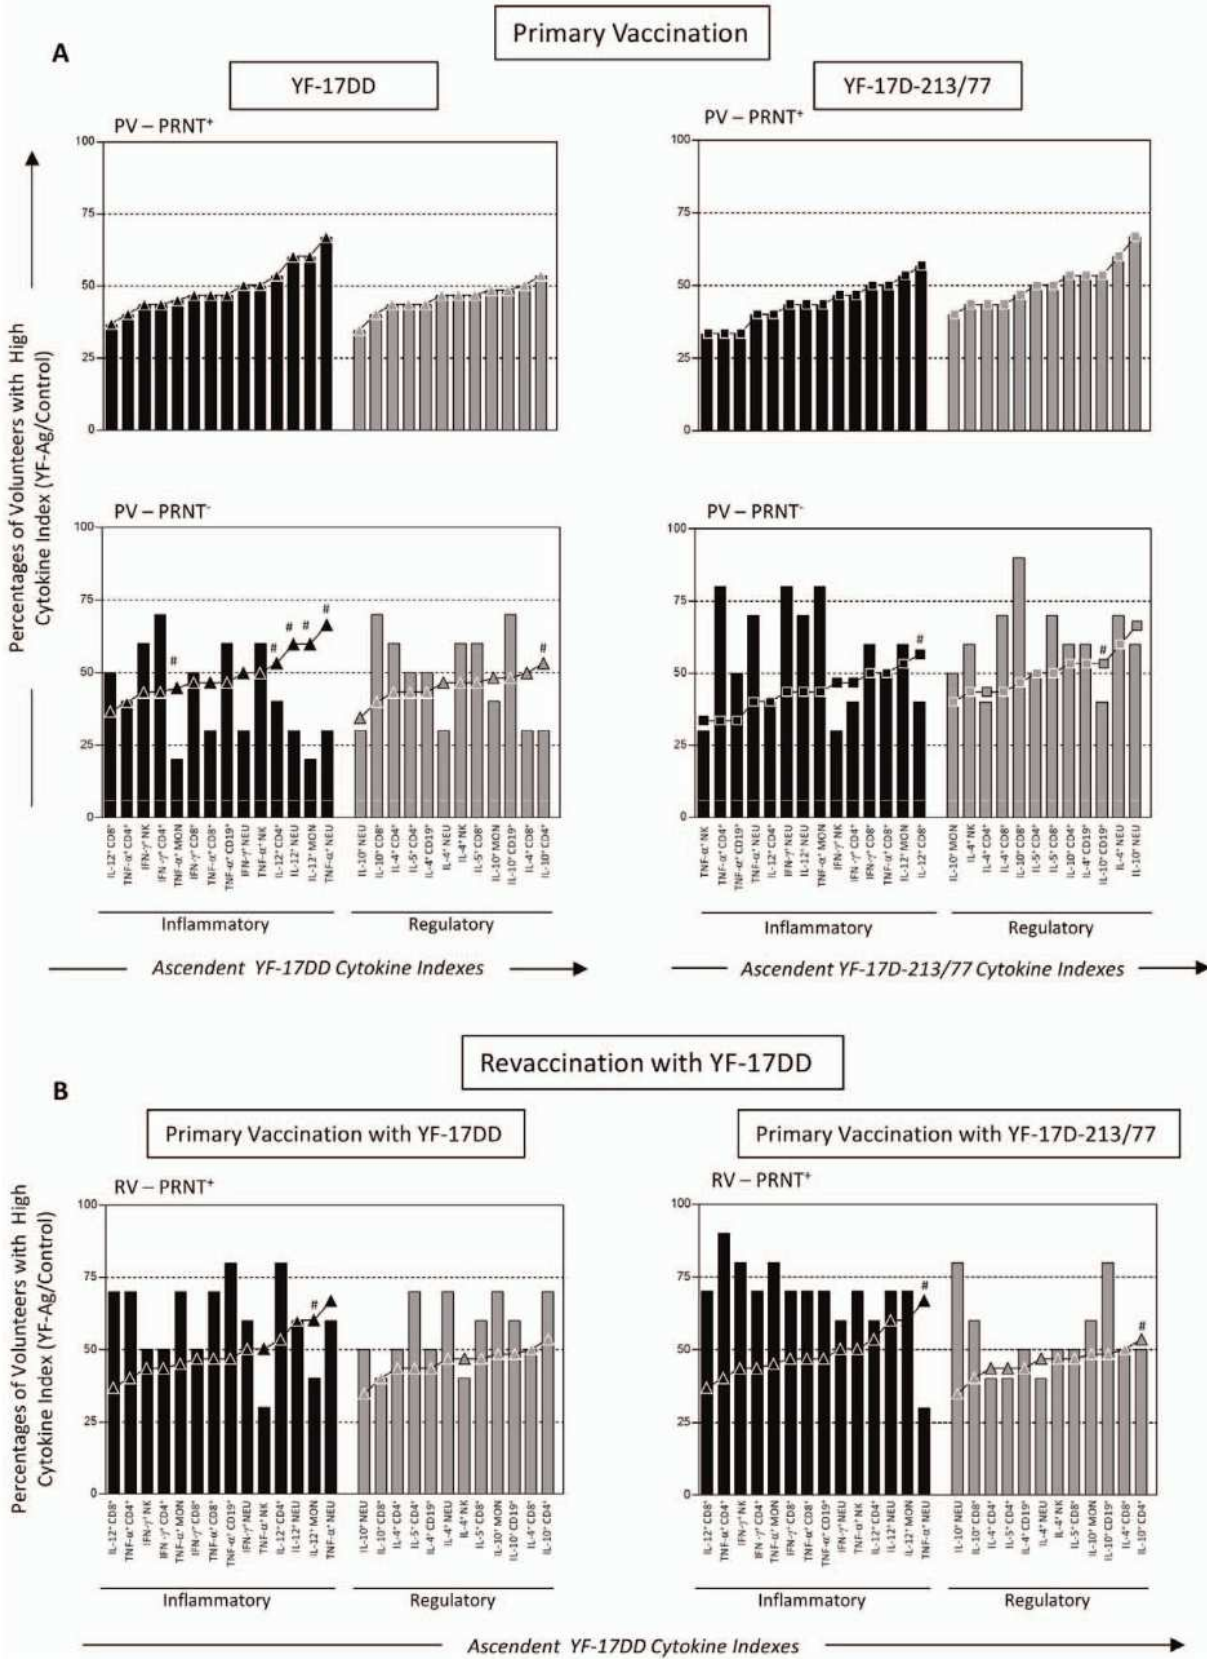 Primary Vaccination
A
YF-17DD
YF-17D-213/77
Percentages of Volunteers with High
Cytokine Index (YF-Ag/Control)
PV – PRNT⁺
100
75
50
25
0
PV – PRNT⁺
100
75
50
25
0
PV – PRNT⁻
100
75
50
25
0
# # # # # #
IL-12⁺ CD8⁺
TNF-α⁺ CD4⁺
IFN-γ⁺ NK
IFN-γ⁺ CD4⁺
TNF-α⁺ MON
IFN-γ⁺ CD8⁺
TNF-α⁺ CD8⁺
TNF-α⁺ CD19⁺
IFN-γ⁺ NEU
TNF-α⁺ NK
IL-12⁺ CD4⁺
IL-12⁺ NEU
IL-12⁺ MON
TNF-α⁺ NEU
IL-10⁺ NEU
IL-10⁺ CD8⁺
IL-4⁺ CD4⁺
IL-5⁺ CD4⁺
IL-4⁺ CD19⁺
IL-4⁺ NEU
IL-4⁺ NK
IL-5⁺ CD8⁺
IL-10⁺ MON
IL-10⁺ CD19⁺
IL-4⁺ CD8⁺
IL-10⁺ CD4⁺
Inflammatory
Regulatory
Ascendent YF-17DD Cytokine Indexes
PV – PRNT⁻
100
75
50
25
0
# #
TNF-α⁺ NK
TNF-α⁺ CD4⁺
TNF-α⁺ CD19⁺
TNF-α⁺ NEU
IL-12⁺ CD4⁺
IFN-γ⁺ NEU
IL-12⁺ NEU
TNF-α⁺ MON
IFN-γ⁺ NK
IFN-γ⁺ CD4⁺
IFN-γ⁺ CD8⁺
TNF-α⁺ CD8⁺
IL-12⁺ MON
IL-12⁺ CD8⁺
IL-10⁺ MON
IL-4⁺ NK
IL-4⁺ CD4⁺
IL-4⁺ CD8⁺
IL-10⁺ CD8⁺
IL-5⁺ CD4⁺
IL-5⁺ CD8⁺
IL-10⁺ CD4⁺
IL-4⁺ CD19⁺
IL-10⁺ CD19⁺
IL-4⁺ NEU
IL-10⁺ NEU
Inflammatory
Regulatory
Ascendent YF-17D-213/77 Cytokine Indexes
Revaccination with YF-17DD
B
Primary Vaccination with YF-17DD
Primary Vaccination with YF-17D-213/77
Percentages of Volunteers with High
Cytokine Index (YF-Ag/Control)
RV – PRNT⁺
100
75
50
25
0
#
IL-12⁺ CD8⁺
TNF-α⁺ CD4⁺
IFN-γ⁺ NK
IFN-γ⁺ CD4⁺
TNF-α⁺ MON
IFN-γ⁺ CD8⁺
TNF-α⁺ CD8⁺
TNF-α⁺ CD19⁺
IFN-γ⁺ NEU
TNF-α⁺ NK
IL-12⁺ CD4⁺
IL-12⁺ NEU
IL-12⁺ MON
TNF-α⁺ NEU
IL-10⁺ NEU
IL-10⁺ CD8⁺
IL-4⁺ CD4⁺
IL-5⁺ CD4⁺
IL-4⁺ CD19⁺
IL-4⁺ NEU
IL-4⁺ NK
IL-5⁺ CD8⁺
IL-10⁺ MON
IL-10⁺ CD19⁺
IL-4⁺ CD8⁺
IL-10⁺ CD4⁺
Inflammatory
Regulatory
RV – PRNT⁺
100
75
50
25
0
# #
IL-12⁺ CD8⁺
TNF-α⁺ CD4⁺
IFN-γ⁺ NK
IFN-γ⁺ CD4⁺
TNF-α⁺ MON
IFN-γ⁺ CD8⁺
TNF-α⁺ CD8⁺
TNF-α⁺ CD19⁺
IFN-γ⁺ NEU
TNF-α⁺ NK
IL-12⁺ CD4⁺
IL-12⁺ NEU
IL-12⁺ MON
TNF-α⁺ NEU
IL-10⁺ NEU
IL-10⁺ CD8⁺
IL-4⁺ CD4⁺
IL-5⁺ CD4⁺
IL-4⁺ CD19⁺
IL-4⁺ NEU
IL-4⁺ NK
IL-5⁺ CD8⁺
IL-10⁺ MON
IL-10⁺ CD19⁺
IL-4⁺ CD8⁺
IL-10⁺ CD4⁺
Inflammatory
Regulatory
Ascendent YF-17DD Cytokine Indexes